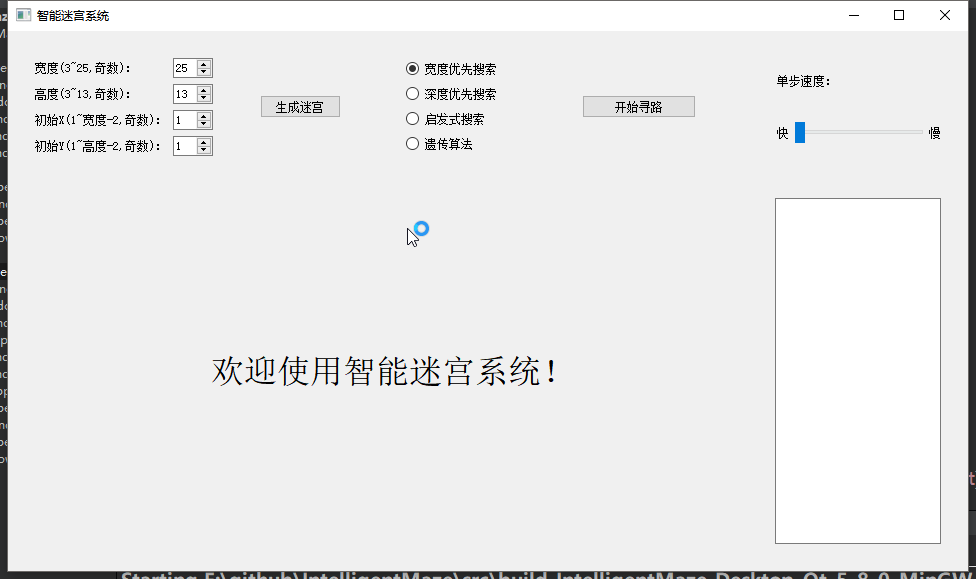 智能迷宫系统
宽度(3~25,奇数)： 25
高度(3~13,奇数)： 13
初始X(1~宽度-2,奇数)： 1
初始Y(1~高度-2,奇数)： 1
生成迷宫
宽度优先搜索
深度优先搜索
启发式搜索
遗传算法
开始寻路
单步速度：
快
慢
欢迎使用智能迷宫系统！
Starting F:\github\IntelligentMaze\src\build-IntelligentMaze-Desktop_Qt_5_8_0_MinGW